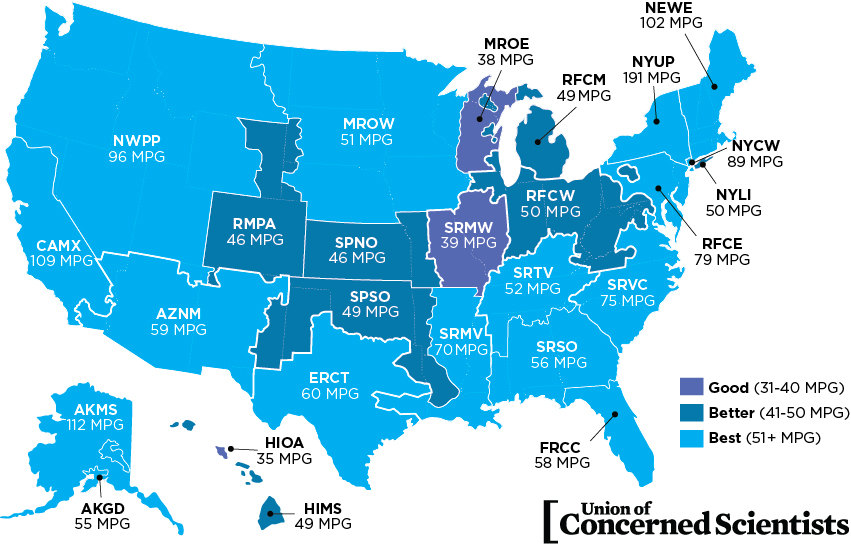 NEWE
102 MPG
MROE
38 MPG
NYUP
191 MPG
RFCM
49 MPG
MROW
51 MPG
NWPP
96 MPG
NYCW
89 MPG
NYLI
50 MPG
RFCW
50 MPG
RMPA
46 MPG
SRMW
39 MPG
SPNO
46 MPG
RFCE
79 MPG
CAMX
109 MPG
SRTV
52 MPG
SRVC
75 MPG
SPSO
49 MPG
AZNM
59 MPG
SRMV
70 MPG
SRSO
56 MPG
ERCT
60 MPG
Good (31-40 MPG)
Better (41-50 MPG)
Best (51+ MPG)
AKMS
112 MPG
HIOA
35 MPG
FRCC
58 MPG
AKGD
55 MPG
HIMS
49 MPG
Union of
Concerned Scientists